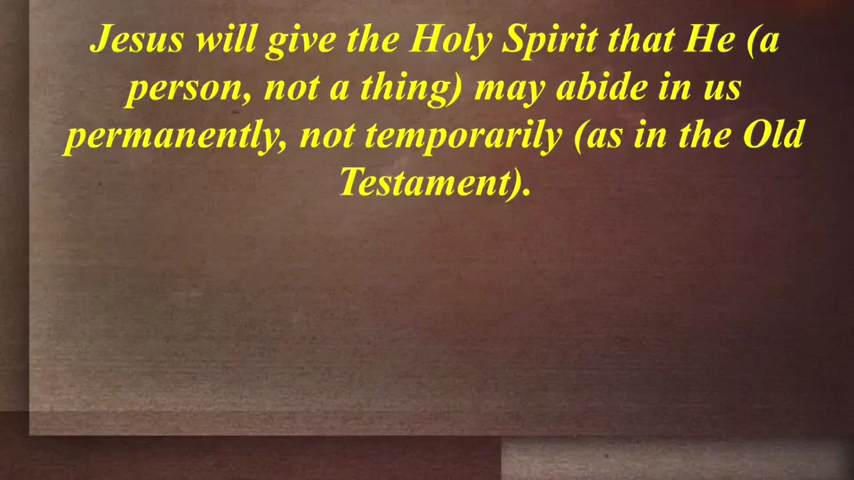 Jesus will give the Holy Spirit that He (a
person, not a thing) may abide in us
permanently, not temporarily (as in the Old
Testament).